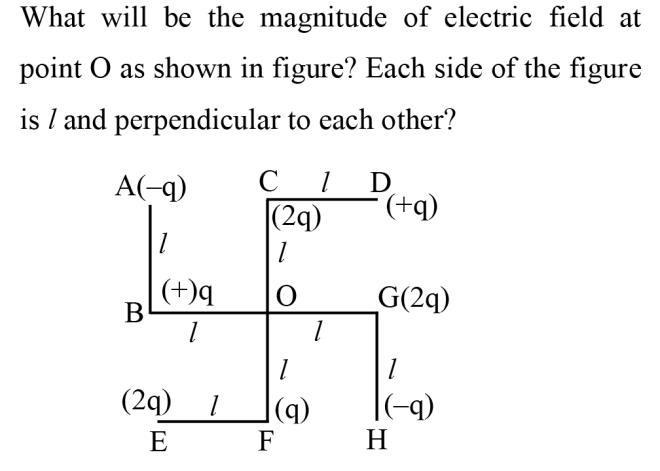 What will be the magnitude of electric field at
point O as shown in figure? Each side of the figure
is l and perpendicular to each other?
A(–q) C l D
(+q)
(2q)
l l
(+)q O G(2q)
B
l l
l l
(2q) l (q) (–q)
E F H